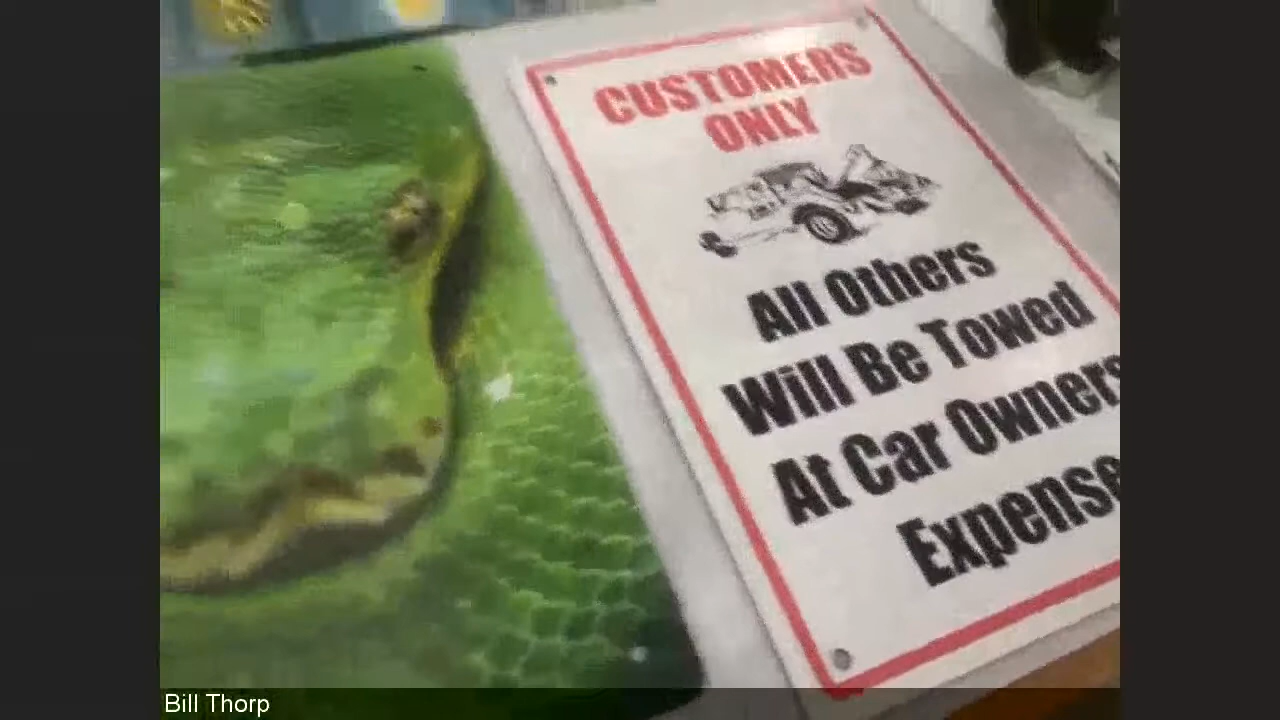 CUSTOMERS
ONLY
All Others
Will Be Towed
At Car Owners
Expense
Bill Thorp